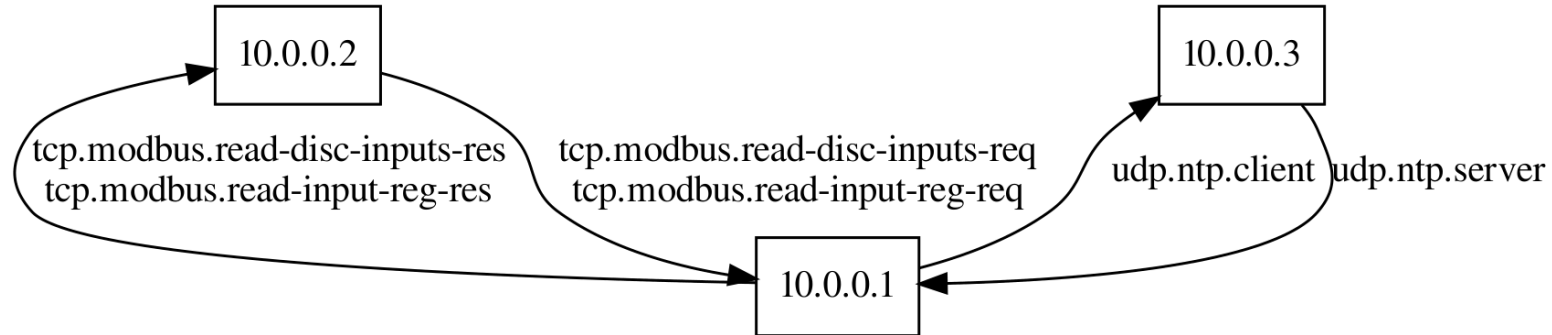 10.0.0.2
10.0.0.3
tcp.modbus.read-disc-inputs-res
tcp.modbus.read-input-reg-res
tcp.modbus.read-disc-inputs-req
tcp.modbus.read-input-reg-req
udp.ntp.client
udp.ntp.server
10.0.0.1